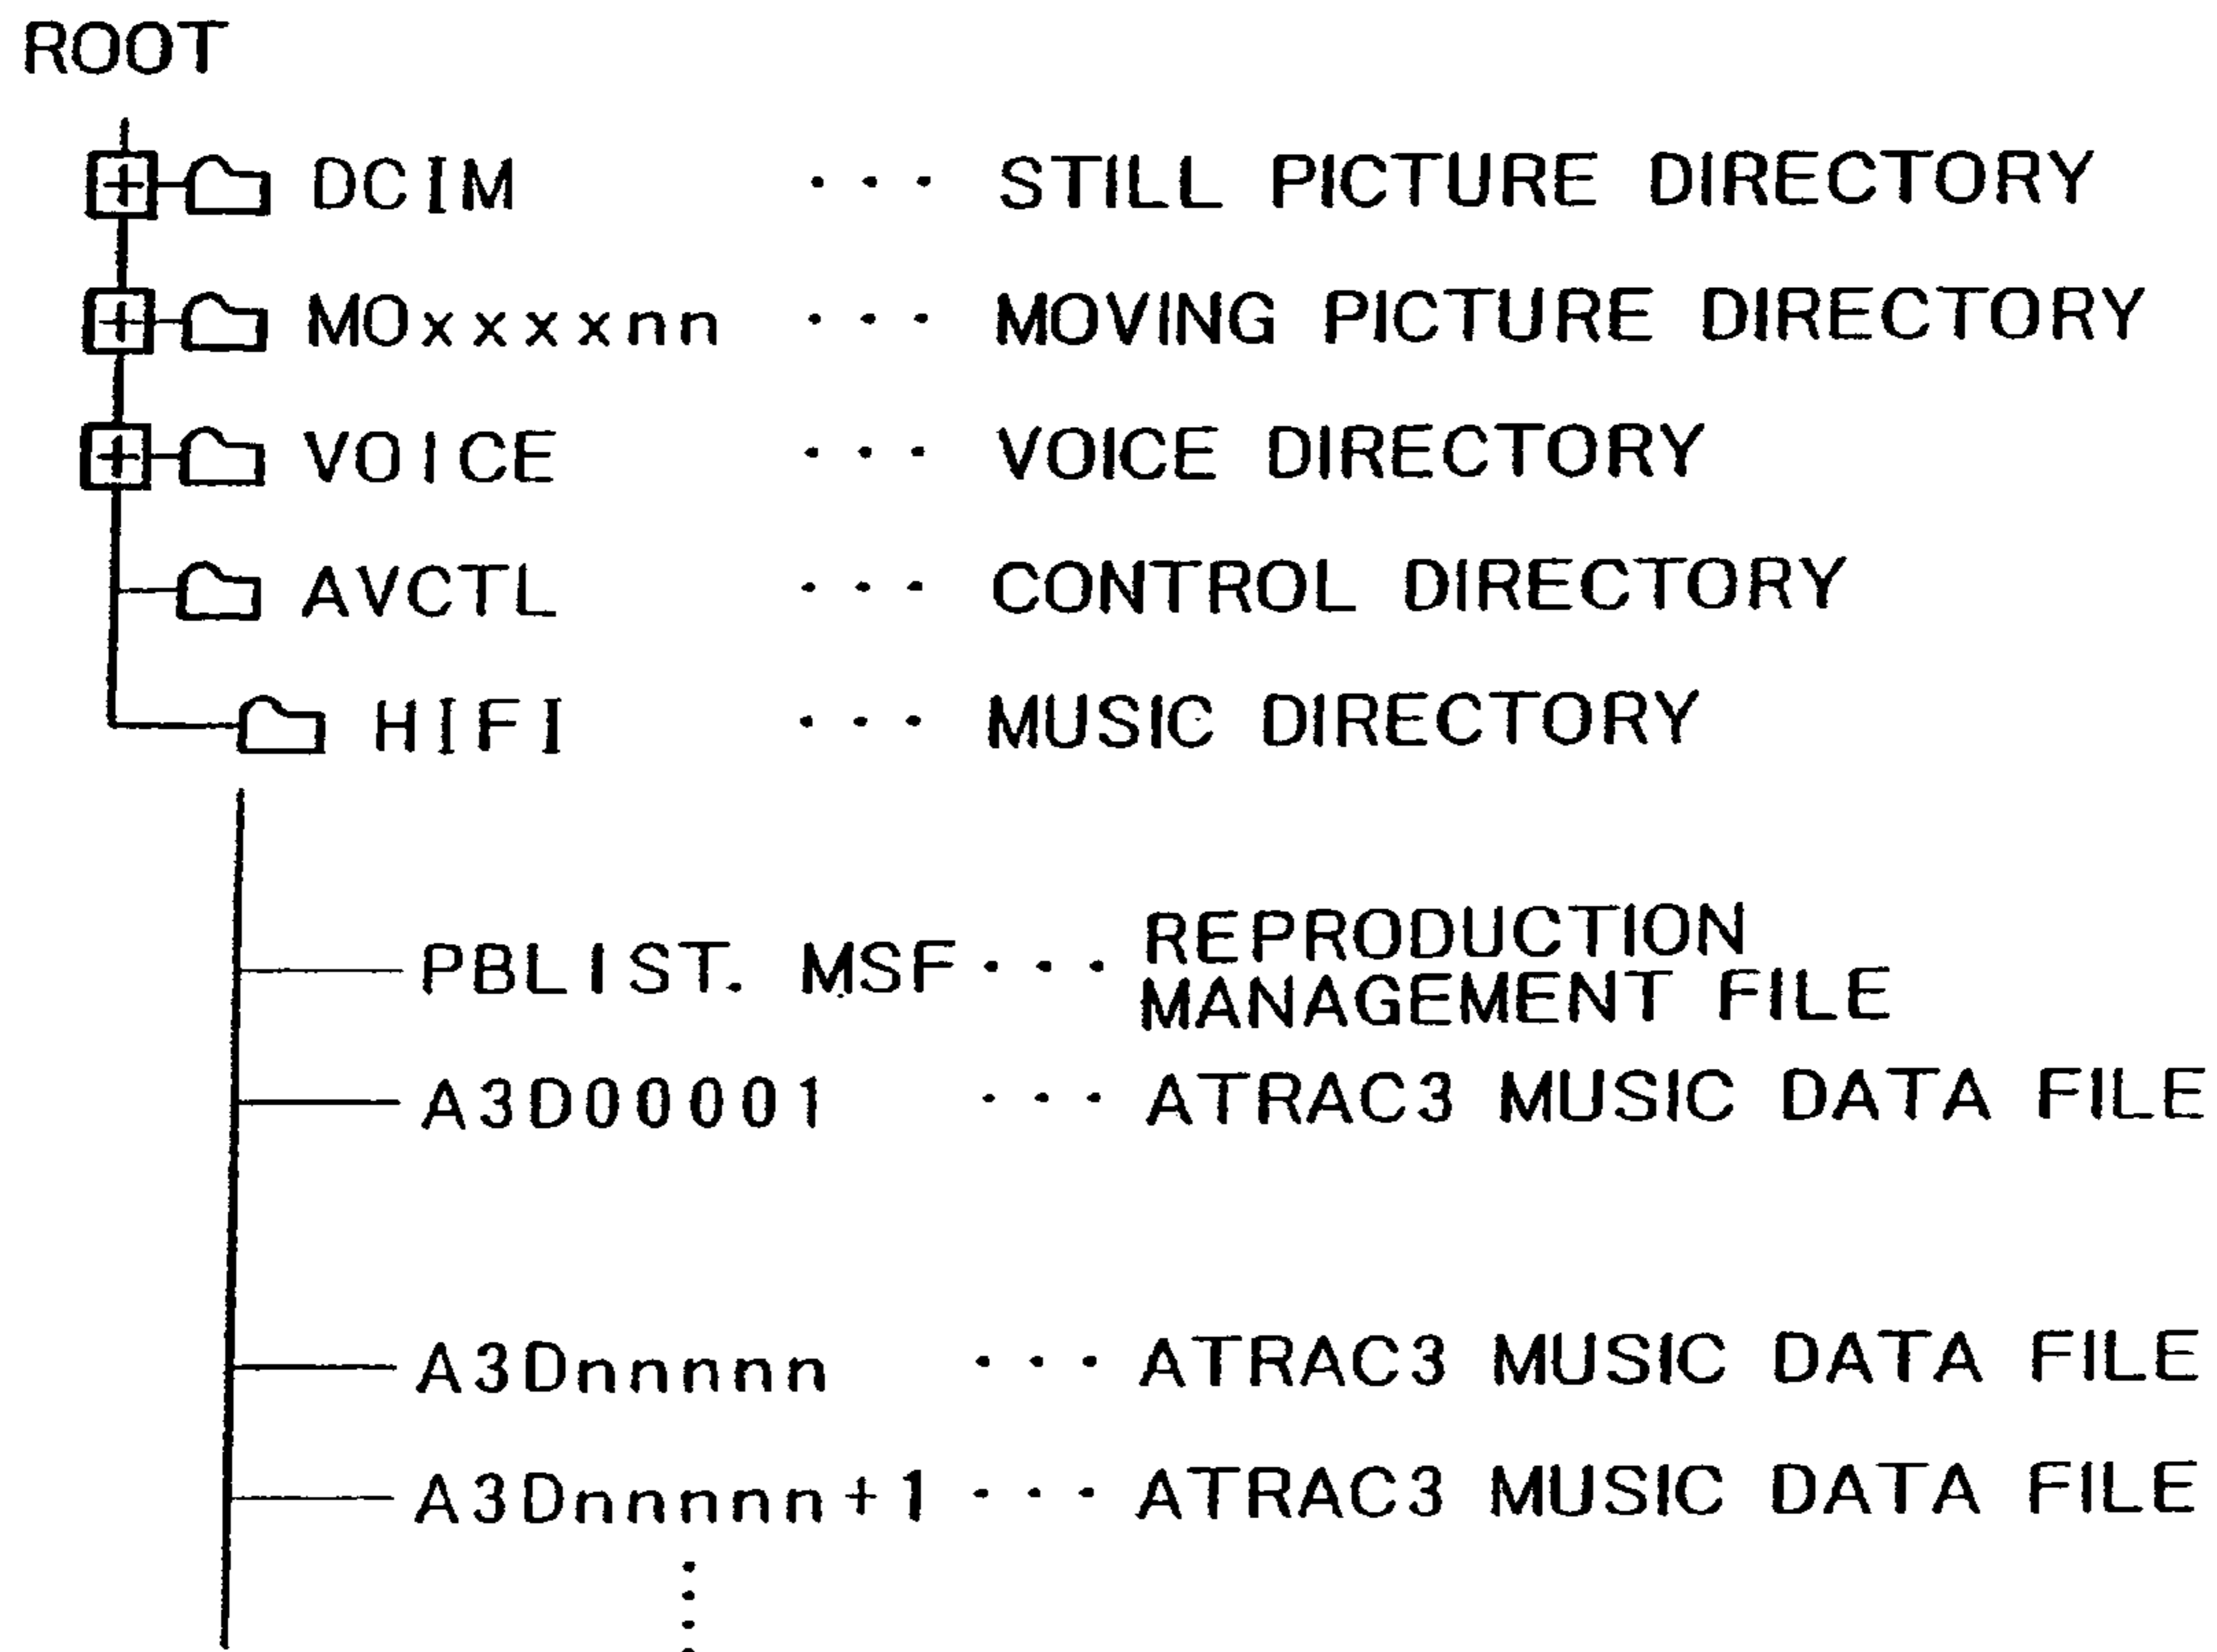 ROOT
DCIM ... STILL PICTURE DIRECTORY
MOxxxxnn ... MOVING PICTURE DIRECTORY
VOICE ... VOICE DIRECTORY
AVCTL ... CONTROL DIRECTORY
HIFI ... MUSIC DIRECTORY
PBLIST. MSF ... REPRODUCTION
MANAGEMENT FILE
A3D00001 ... ATRAC3 MUSIC DATA FILE
A3Dnnnnn ... ATRAC3 MUSIC DATA FILE
A3Dnnnnn+1 ... ATRAC3 MUSIC DATA FILE